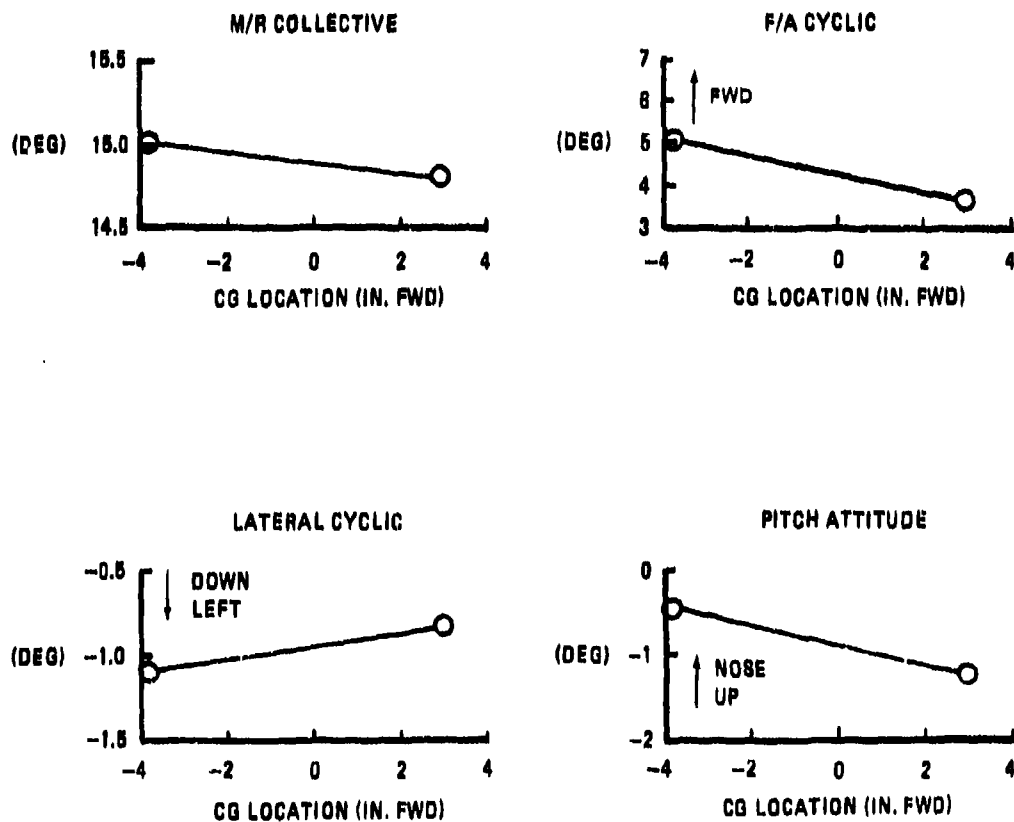 M/R COLLECTIVE
15.5
(DEG) 15.0
14.5
-4 -2 0 2 4
CG LOCATION (IN. FWD)
F/A CYCLIC
7
6
FWD
(DEG) 5
4
3
-4 -2 0 2 4
CG LOCATION (IN. FWD)
LATERAL CYCLIC
-0.5
DOWN
LEFT
(DEG) -1.0
-1.5
-4 -2 0 2 4
CG LOCATION (IN. FWD)
PITCH ATTITUDE
0
(DEG) -1
NOSE
UP
-2
-4 -2 0 2 4
CG LOCATION (IN. FWD)